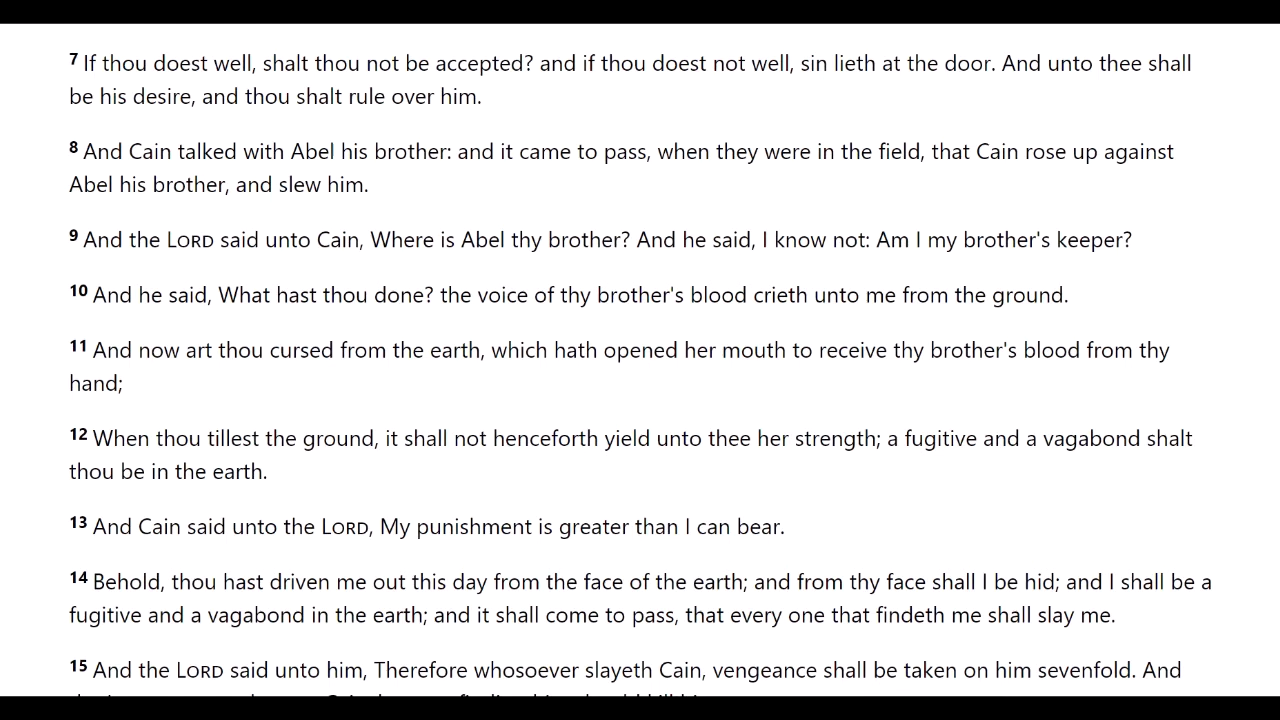 7 If thou doest well, shalt thou not be accepted? and if thou doest not well, sin lieth at the door. And unto thee shall
be his desire, and thou shalt rule over him.
8 And Cain talked with Abel his brother: and it came to pass, when they were in the field, that Cain rose up against
Abel his brother, and slew him.
9 And the LORD said unto Cain, Where is Abel thy brother? And he said, I know not: Am I my brother's keeper?
10 And he said, What hast thou done? the voice of thy brother's blood crieth unto me from the ground.
11 And now art thou cursed from the earth, which hath opened her mouth to receive thy brother's blood from thy
hand;
12 When thou tillest the ground, it shall not henceforth yield unto thee her strength; a fugitive and a vagabond shalt
thou be in the earth.
13 And Cain said unto the LORD, My punishment is greater than I can bear.
14 Behold, thou hast driven me out this day from the face of the earth; and from thy face shall I be hid; and I shall be a
fugitive and a vagabond in the earth; and it shall come to pass, that every one that findeth me shall slay me.
15 And the LORD said unto him, Therefore whosoever slayeth Cain, vengeance shall be taken on him sevenfold. And